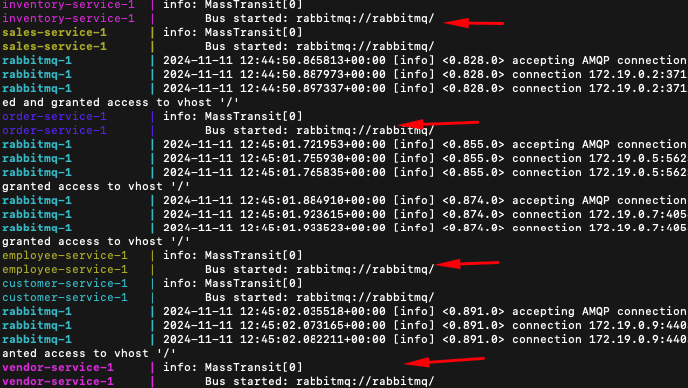 inventory-service-1 | info: MassTransit[0]
inventory-service-1 | Bus started: rabbitmq://rabbitmq/
sales-service-1 | info: MassTransit[0]
sales-service-1 | Bus started: rabbitmq://rabbitmq/
rabbitmq-1 | 2024-11-11 12:44:50.865813+00:00 [info] <0.828.0> accepting AMQP connection
rabbitmq-1 | 2024-11-11 12:44:50.887973+00:00 [info] <0.828.0> connection 172.19.0.2:371
rabbitmq-1 | 2024-11-11 12:44:50.897337+00:00 [info] <0.828.0> connection 172.19.0.2:371
ed and granted access to vhost '/'
order-service-1 | info: MassTransit[0]
order-service-1 | Bus started: rabbitmq://rabbitmq/
rabbitmq-1 | 2024-11-11 12:45:01.721953+00:00 [info] <0.855.0> accepting AMQP connection
rabbitmq-1 | 2024-11-11 12:45:01.755930+00:00 [info] <0.855.0> connection 172.19.0.5:562
rabbitmq-1 | 2024-11-11 12:45:01.765835+00:00 [info] <0.855.0> connection 172.19.0.5:562
granted access to vhost '/'
rabbitmq-1 | 2024-11-11 12:45:01.884910+00:00 [info] <0.874.0> accepting AMQP connection
rabbitmq-1 | 2024-11-11 12:45:01.923615+00:00 [info] <0.874.0> connection 172.19.0.7:405
rabbitmq-1 | 2024-11-11 12:45:01.933523+00:00 [info] <0.874.0> connection 172.19.0.7:405
granted access to vhost '/'
employee-service-1 | info: MassTransit[0]
employee-service-1 | Bus started: rabbitmq://rabbitmq/
customer-service-1 | info: MassTransit[0]
customer-service-1 | Bus started: rabbitmq://rabbitmq/
rabbitmq-1 | 2024-11-11 12:45:02.035518+00:00 [info] <0.891.0> accepting AMQP connection
rabbitmq-1 | 2024-11-11 12:45:02.073165+00:00 [info] <0.891.0> connection 172.19.0.9:440
rabbitmq-1 | 2024-11-11 12:45:02.082211+00:00 [info] <0.891.0> connection 172.19.0.9:440
anted access to vhost '/'
vendor-service-1 | info: MassTransit[0]
vendor-service-1 | Bus started: rabbitmq://rabbitmq/